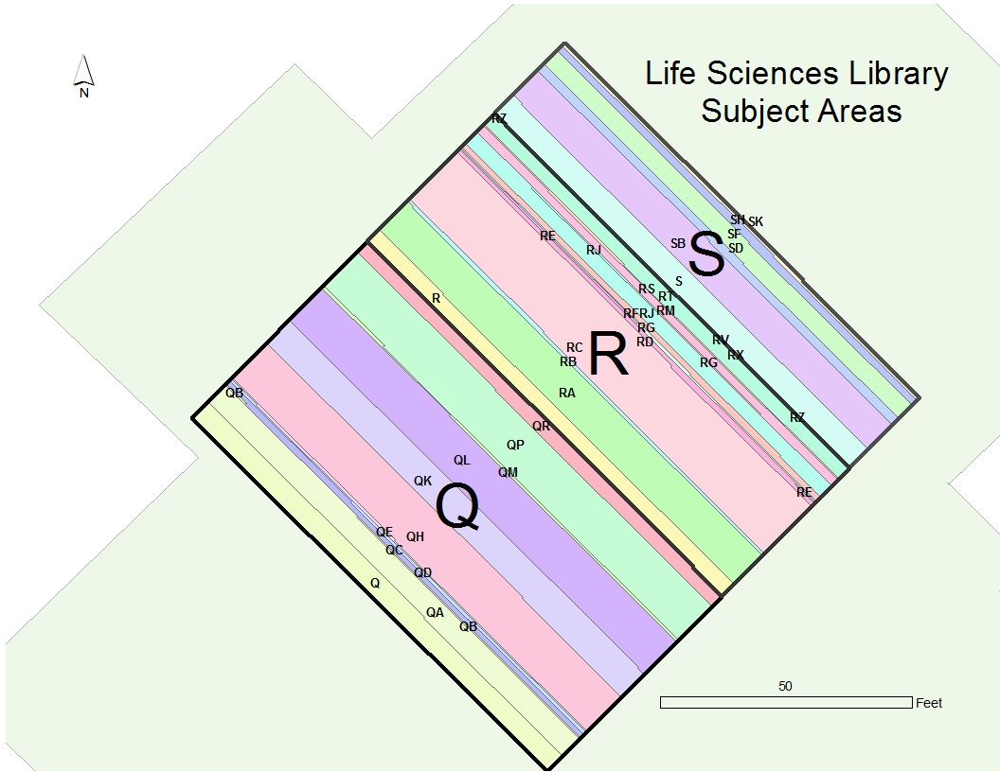 Life Sciences Library
Subject Areas
N
RZ
SH SK
SF
SB
S
SD
RE
RJ
S
RS
RT
R
RFRJ RM
RG
RD
RV
RC
R
RX
RB
RG
RA
RZ
QR
QP
QL
QM
QB
QK
Q
RE
QE
QH
QC
QD
Q
QA
QB
50
Feet